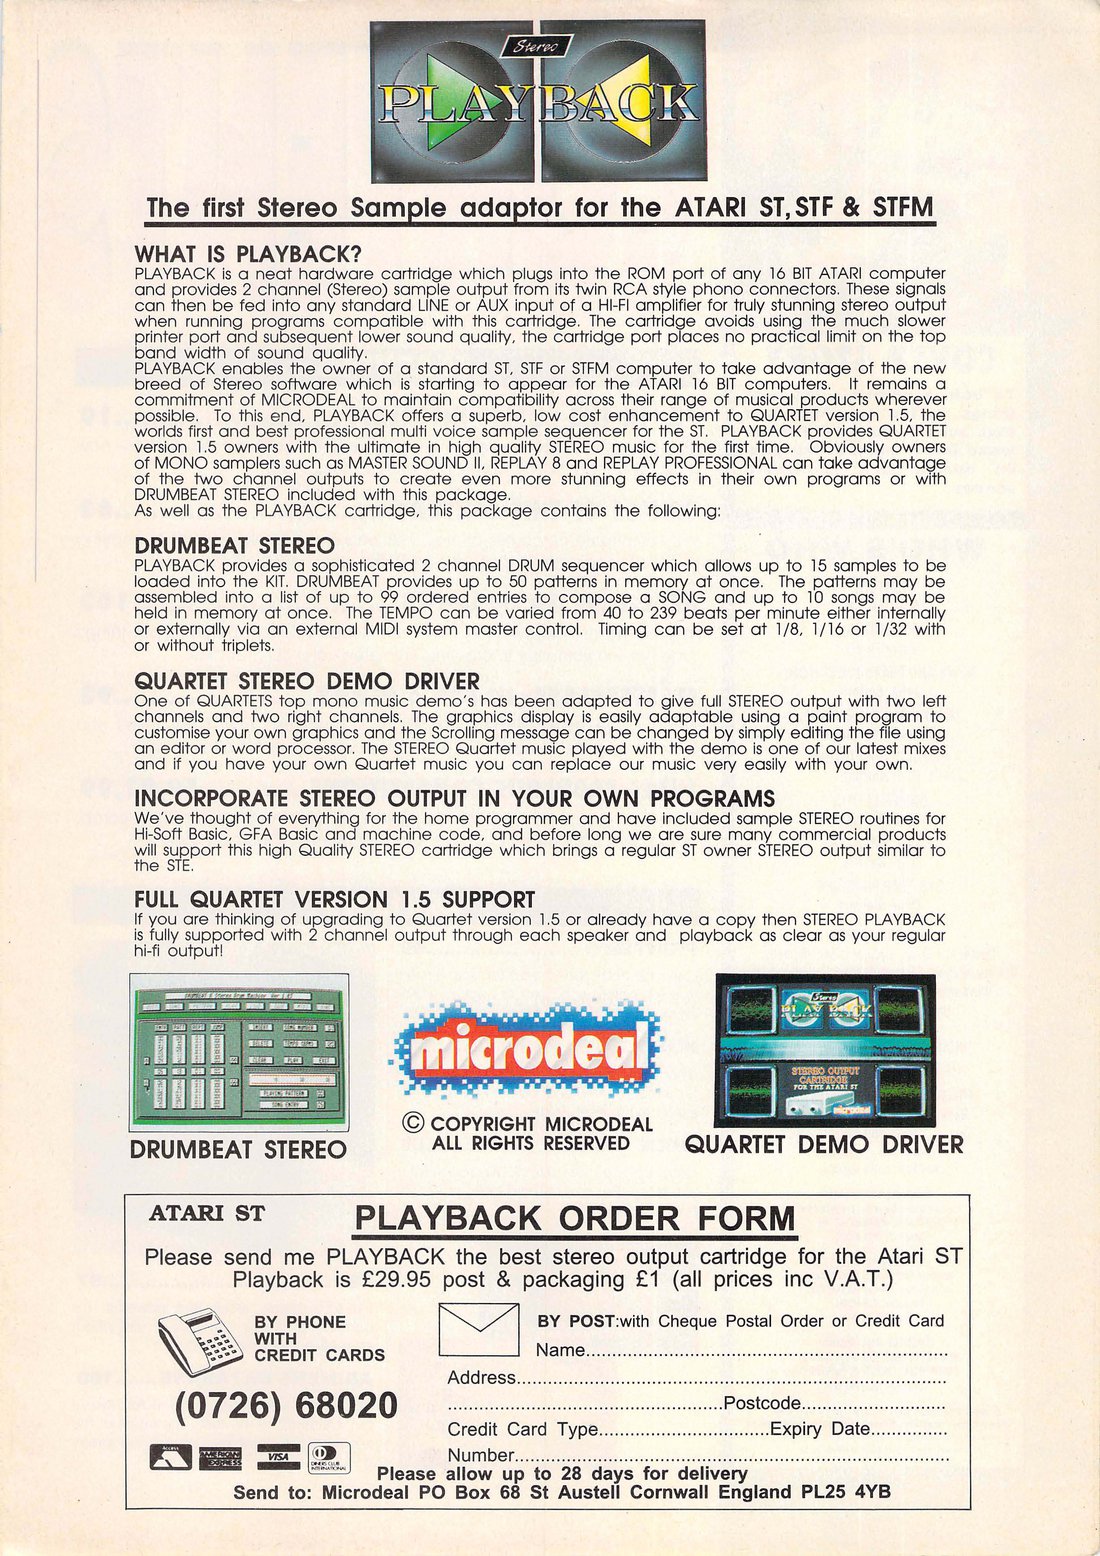 Stereo
PLAYBACK
The first Stereo Sample adaptor for the ATARI ST, STF & STFM
WHAT IS PLAYBACK?
PLAYBACK is a neat hardware cartridge which plugs into the ROM port of any 16 BIT ATARI computer
and provides 2 channel (Stereo) sample output from its twin RCA style phono connectors. These signals
can then be fed into any standard LINE or AUX input of a HI-FI amplifier for truly stunning stereo output
when running programs compatible with this cartridge. The cartridge avoids using the much slower
printer port and subsequent lower sound quality, the cartridge port places no practical limit on the top
band width of sound quality.
PLAYBACK enables the owner of a standard ST, STF or STFM computer to take advantage of the new
breed of Stereo software which is starting to appear for the ATARI 16 BIT computers. It remains a
commitment of MICRODEAL to maintain compatibility across their range of musical products wherever
possible. To this end, PLAYBACK offers a superb, low cost enhancement to QUARTET version 1.5, the
worlds first and best professional multi voice sample sequencer for the ST. PLAYBACK provides QUARTET
version 1.5 owners with the ultimate in high quality STEREO music for the first time. Obviously owners
of MONO samplers such as MASTER SOUND II, REPLAY 8 and REPLAY PROFESSIONAL can take advantage
of the two channel outputs to create even more stunning effects in their own programs or with
DRUMBEAT STEREO included with this package.
As well as the PLAYBACK cartridge, this package contains the following:
DRUMBEAT STEREO
PLAYBACK provides a sophisticated 2 channel DRUM sequencer which allows up to 15 samples to be
loaded into the KIT. DRUMBEAT provides up to 50 patterns in memory at once. The patterns may be
assembled into a list of up to 99 ordered entries to compose a SONG and up to 10 songs may be
held in memory at once. The TEMPO can be varied from 40 to 239 beats per minute either internally
or externally via an external MIDI system master control. Timing can be set at 1/8, 1/16 or 1/32 with
or without triplets.
QUARTET STEREO DEMO DRIVER
One of QUARTETS top mono music demo's has been adapted to give full STEREO output with two left
channels and two right channels. The graphics display is easily adaptable using a paint program to
customise your own graphics and the Scrolling message can be changed by simply editing the file using
an editor or word processor. The STEREO Quartet music played with the demo is one of our latest mixes
and if you have your own Quartet music you can replace our music very easily with your own.
INCORPORATE STEREO OUTPUT IN YOUR OWN PROGRAMS
We've thought of everything for the home programmer and have included sample STEREO routines for
Hi-Soft Basic, GFA Basic and machine code, and before long we are sure many commercial products
will support this high Quality STEREO cartridge which brings a regular ST owner STEREO output similar to
the STE.
FULL QUARTET VERSION 1.5 SUPPORT
If you are thinking of upgrading to Quartet version 1.5 or already have a copy then STEREO PLAYBACK
is fully supported with 2 channel output through each speaker and playback as clear as your regular
hi-fi output!
DRUMBEAT STEREO
microdeal
© COPYRIGHT MICRODEAL
ALL RIGHTS RESERVED
Stereo
PLAYBACK
STEREO OUTPUT
CARTRIDGE
FOR THE ATARI ST
microdeal
QUARTET DEMO DRIVER
ATARI ST
PLAYBACK ORDER FORM
Please send me PLAYBACK the best stereo output cartridge for the Atari ST
Playback is £29.95 post & packaging £1 (all prices inc V.A.T.)
BY PHONE
WITH
CREDIT CARDS
(0726) 68020
AMERICAN EXPRESS
VISA
DINERS CLUB INTERNATIONAL
BY POST:with Cheque Postal Order or Credit Card
Name
Address
Postcode
Credit Card Type Expiry Date
Number
Please allow up to 28 days for delivery
Send to: Microdeal PO Box 68 St Austell Cornwall England PL25 4YB